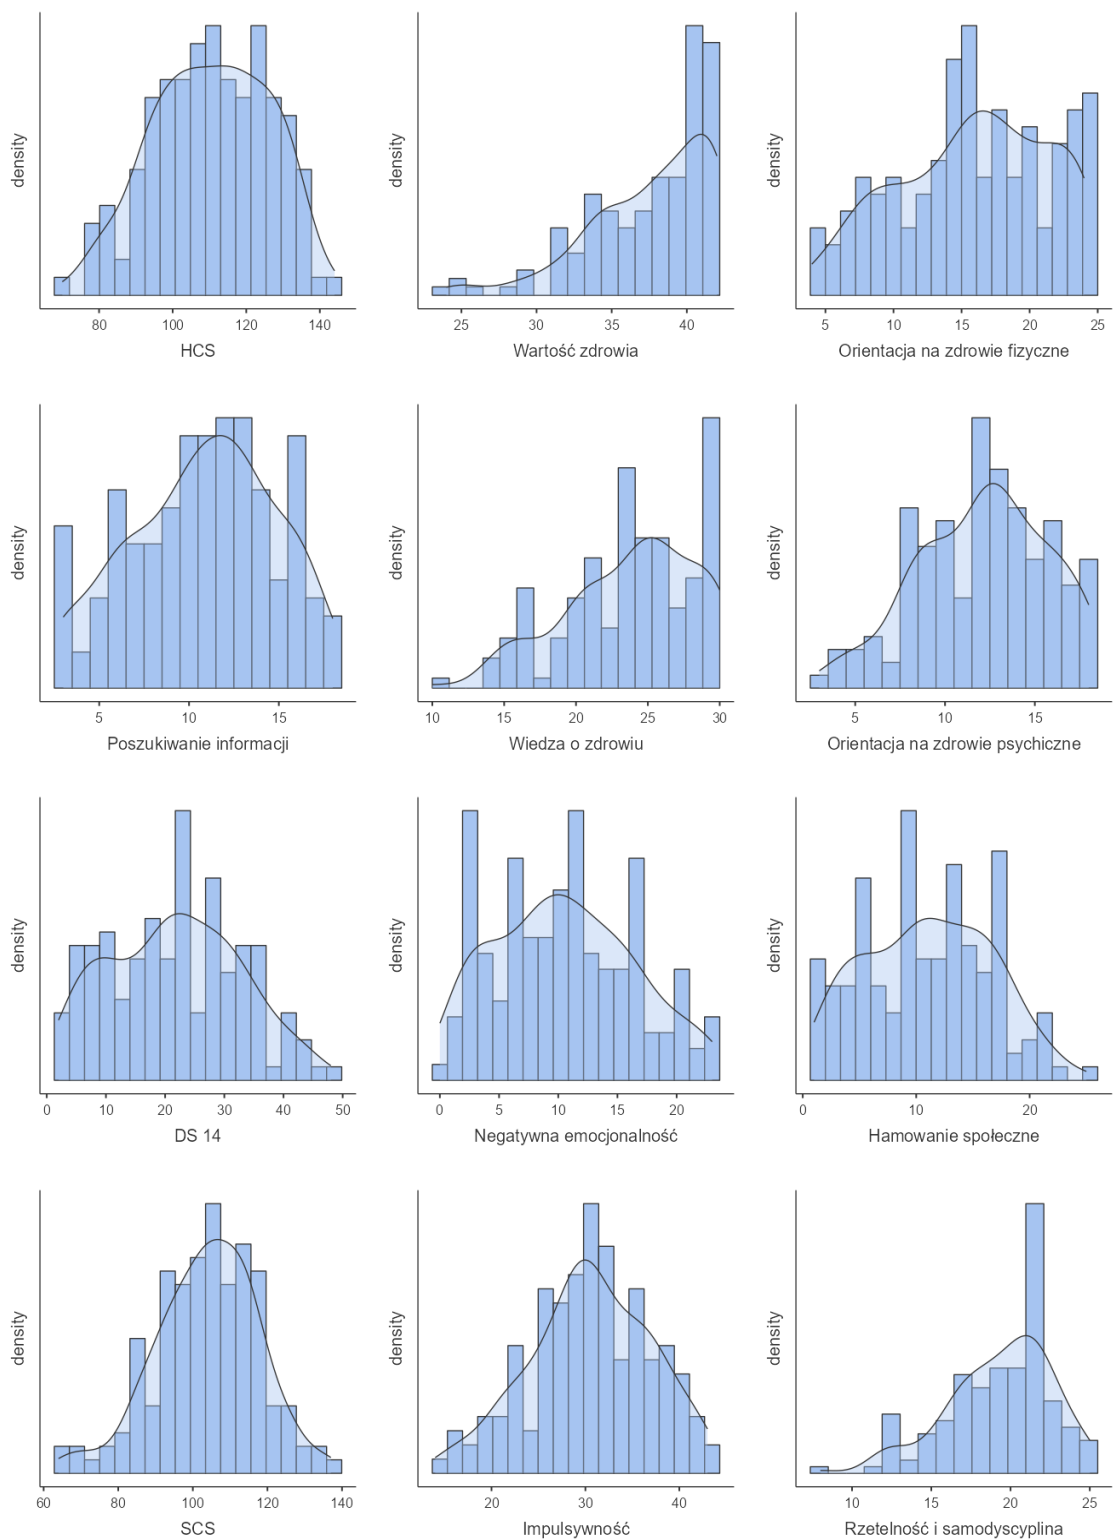 density
80 100 120 140
HCS
density
25 30 35 40
Wartość zdrowia
density
5 10 15 20 25
Orientacja na zdrowie fizyczne
density
5 10 15
Poszukiwanie informacji
density
10 15 20 25 30
Wiedza o zdrowiu
density
5 10 15
Orientacja na zdrowie psychiczne
density
0 10 20 30 40 50
DS 14
density
0 5 10 15 20
Negatywna emocjonalność
density
0 10 20
Hamowanie społeczne
density
60 80 100 120 140
SCS
density
20 30 40
Impulsywność
density
10 15 20 25
Rzetelność i samodyscyplina